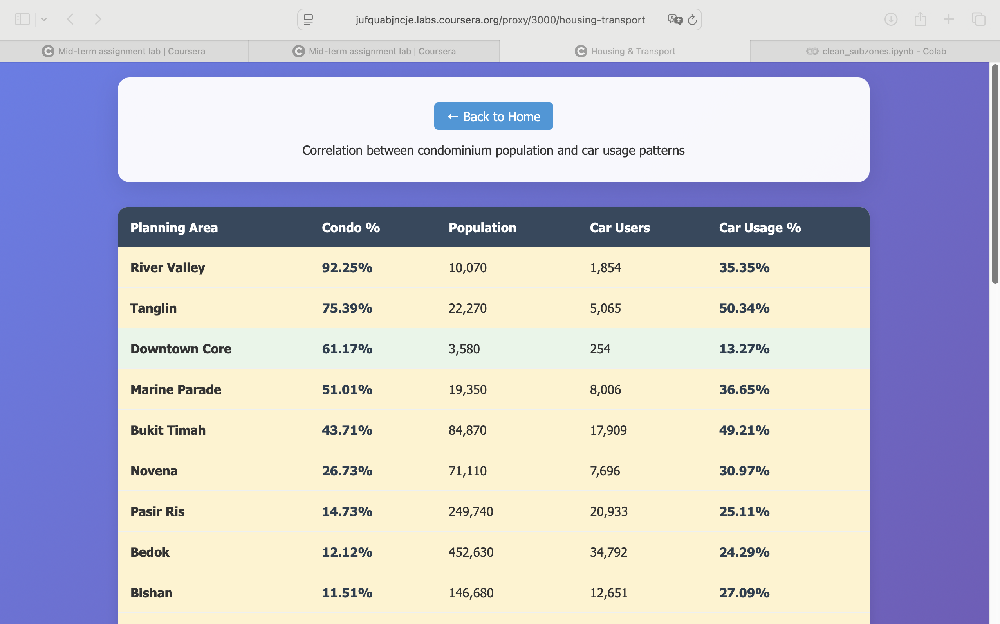 jufquabjncje.labs.coursera.org/proxy/3000/housing-transport
Mid-term assignment lab | Coursera
Mid-term assignment lab | Coursera
Housing & Transport
clean_subzones.ipynb - Colab
← Back to Home
Correlation between condominium population and car usage patterns
Planning Area Condo % Population Car Users Car Usage %
River Valley 92.25% 10,070 1,854 35.35%
Tanglin 75.39% 22,270 5,065 50.34%
Downtown Core 61.17% 3,580 254 13.27%
Marine Parade 51.01% 19,350 8,006 36.65%
Bukit Timah 43.71% 84,870 17,909 49.21%
Novena 26.73% 71,110 7,696 30.97%
Pasir Ris 14.73% 249,740 20,933 25.11%
Bedok 12.12% 452,630 34,792 24.29%
Bishan 11.51% 146,680 12,651 27.09%